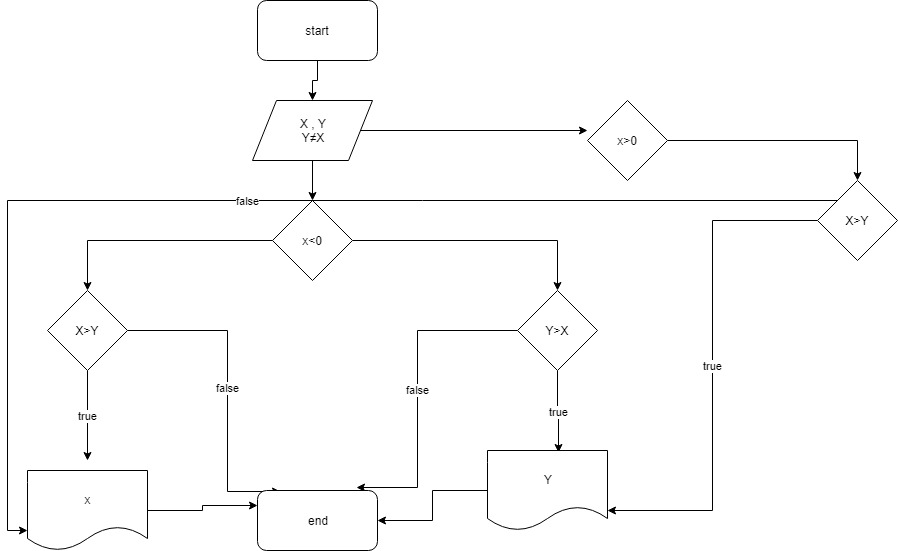 start
X , Y
Y≠X
x>0
false
X>Y
x<0
X>Y
Y>X
true
false
false
true
true
x
Y
end